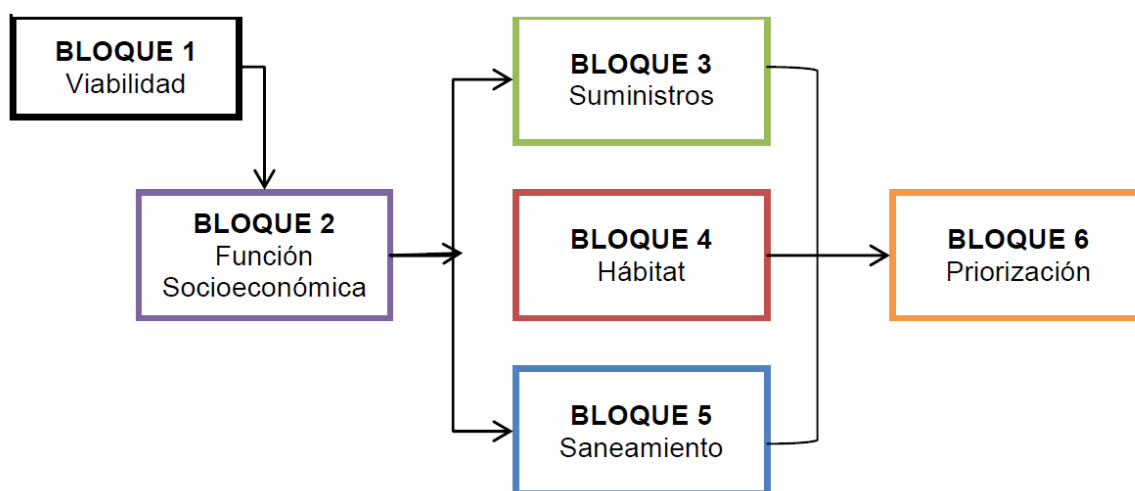 BLOQUE 1
Viabilidad
BLOQUE 2
Función
Socioeconómica
BLOQUE 3
Suministros
BLOQUE 4
Hábitat
BLOQUE 5
Saneamiento
BLOQUE 6
Priorización